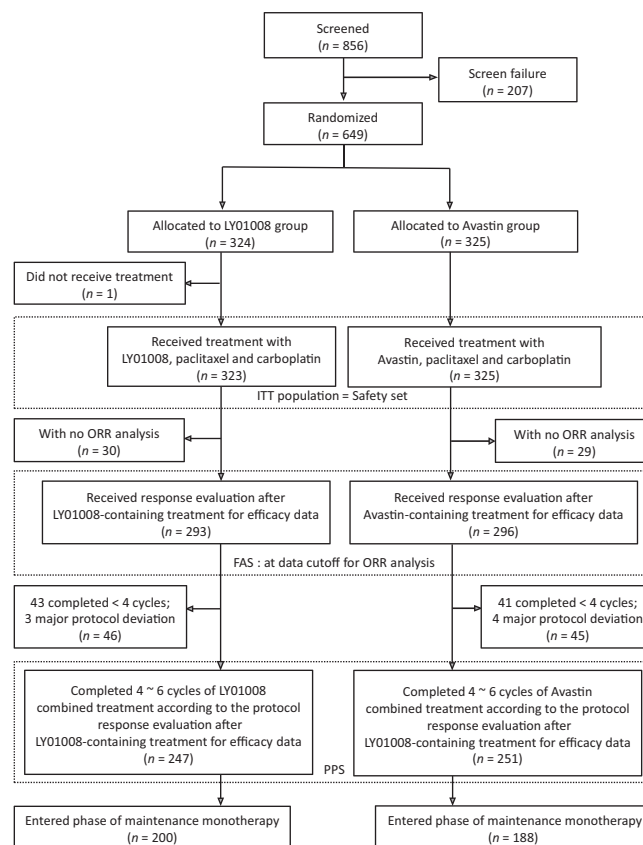 Screened
(n = 856)
Screen failure
(n = 207)
Randomized
(n = 649)
Allocated to LY01008 group
(n = 324)
Allocated to Avastin group
(n = 325)
Did not receive treatment
(n = 1)
Received treatment with
LY01008, paclitaxel and carboplatin
(n = 323)
Received treatment with
Avastin, paclitaxel and carboplatin
(n = 325)
ITT population = Safety set
With no ORR analysis
(n = 30)
With no ORR analysis
(n = 29)
Received response evaluation after
LY01008-containing treatment for efficacy data
(n = 293)
Received response evaluation after
Avastin-containing treatment for efficacy data
(n = 296)
FAS : at data cutoff for ORR analysis
43 completed < 4 cycles;
3 major protocol deviation
(n = 46)
41 completed < 4 cycles;
4 major protocol deviation
(n = 45)
Completed 4 ~ 6 cycles of LY01008
combined treatment according to the protocol
response evaluation after
LY01008-containing treatment for efficacy data
(n = 247)
Completed 4 ~ 6 cycles of Avastin
combined treatment according to the protocol
response evaluation after
LY01008-containing treatment for efficacy data
(n = 251)
PPS
Entered phase of maintenance monotherapy
(n = 200)
Entered phase of maintenance monotherapy
(n = 188)